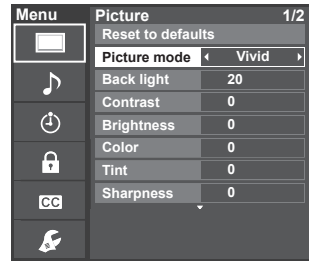 Menu
Picture 1/2
Reset to defaults
Picture mode Vivid
Back light 20
Contrast 0
Brightness 0
Color 0
Tint 0
Sharpness 0
CC